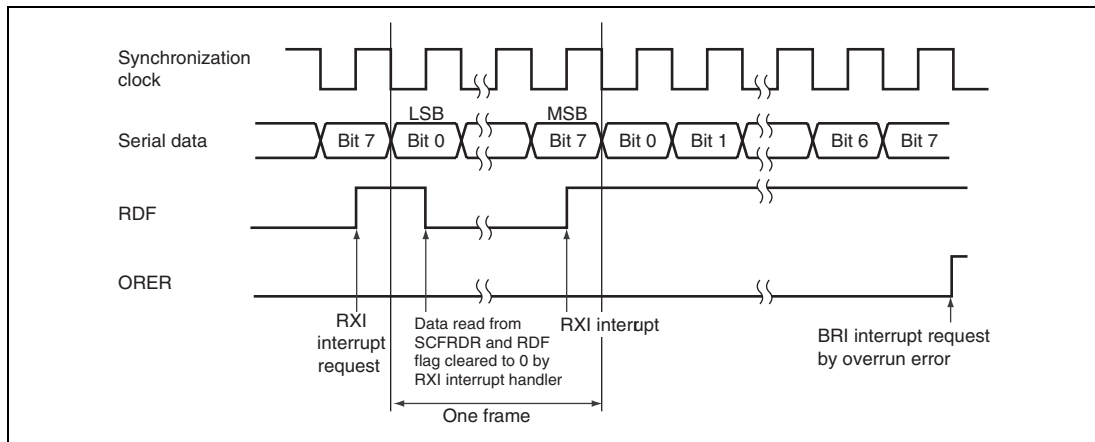 Synchronization
clock
Serial data
LSB
MSB
Bit 7
Bit 0
Bit 7
Bit 0
Bit 1
Bit 6
Bit 7
RDF
ORER
RXI
interrupt
request
Data read from
SCFRDR and RDF
flag cleared to 0 by
RXI interrupt handler
RXI interrupt
BRI interrupt request
by overrun error
One frame